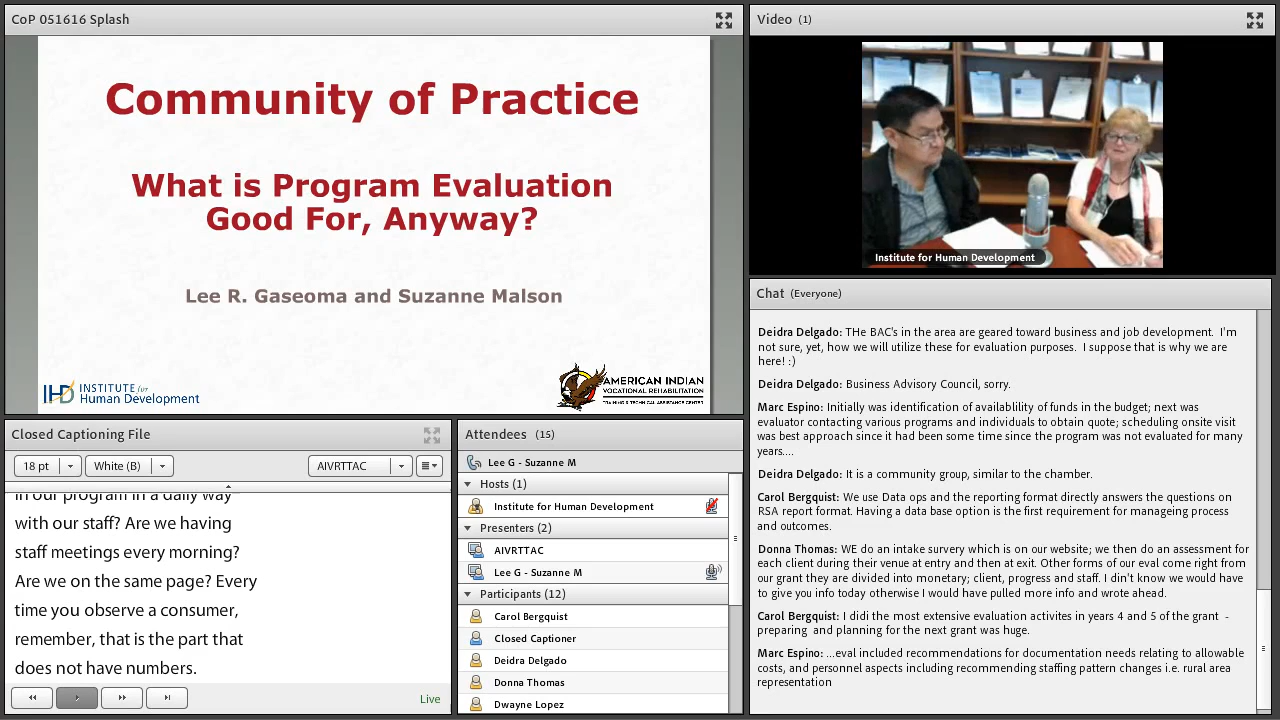 CoP 051616 Splash
Community of Practice
What is Program Evaluation
Good For, Anyway?
Lee R. Gaseoma and Suzanne Malson
IHD INSTITUTE for
Human Development
AMERICAN INDIAN
VOCATIONAL REHABILITATION
TRAINING & TECHNICAL ASSISTANCE CENTER
Video (1)
Institute for Human Development
Chat (Everyone)
Deidra Delgado: THe BAC's in the area are geared toward business and job development. I'm
not sure, yet, how we will utilize these for evaluation purposes. I suppose that is why we are
here! :)
Deidra Delgado: Business Advisory Council, sorry.
Marc Espino: Initially was identification of availablility of funds in the budget; next was
evaluator contacting various programs and individuals to obtain quote; scheduling onsite visit
was best approach since it had been some time since the program was not evaluated for many
years....
Deidra Delgado: It is a community group, similar to the chamber.
Carol Bergquist: We use Data ops and the reporting format directly answers the questions on
RSA report format. Having a data base option is the first requirement for manageing process
and outcomes.
Donna Thomas: WE do an intake survery which is on our website; we then do an assessment for
each client during their venue at entry and then at exit. Other forms of our eval come right from
our grant they are divided into monetary; client, progress and staff. I din't know we would have
to give you info today otherwise I would have pulled more info and wrote ahead.
Carol Bergquist: I didi the most extensive evaluation activites in years 4 and 5 of the grant -
preparing and planning for the next grant was huge.
Marc Espino: ...eval included recommendations for documentation needs relating to allowable
costs, and personnel aspects including recommending staffing pattern changes i.e. rural area
representation
Closed Captioning File
18 pt
White (B)
AIVRTTAC
in our program in a daily way
with our staff? Are we having
staff meetings every morning?
Are we on the same page? Every
time you observe a consumer,
remember, that is the part that
does not have numbers.
Live
Attendees (15)
Lee G - Suzanne M
Hosts (1)
Institute for Human Development
Presenters (2)
AIVRTTAC
Lee G - Suzanne M
Participants (12)
Carol Bergquist
Closed Captioner
Deidra Delgado
Donna Thomas
Dwayne Lopez